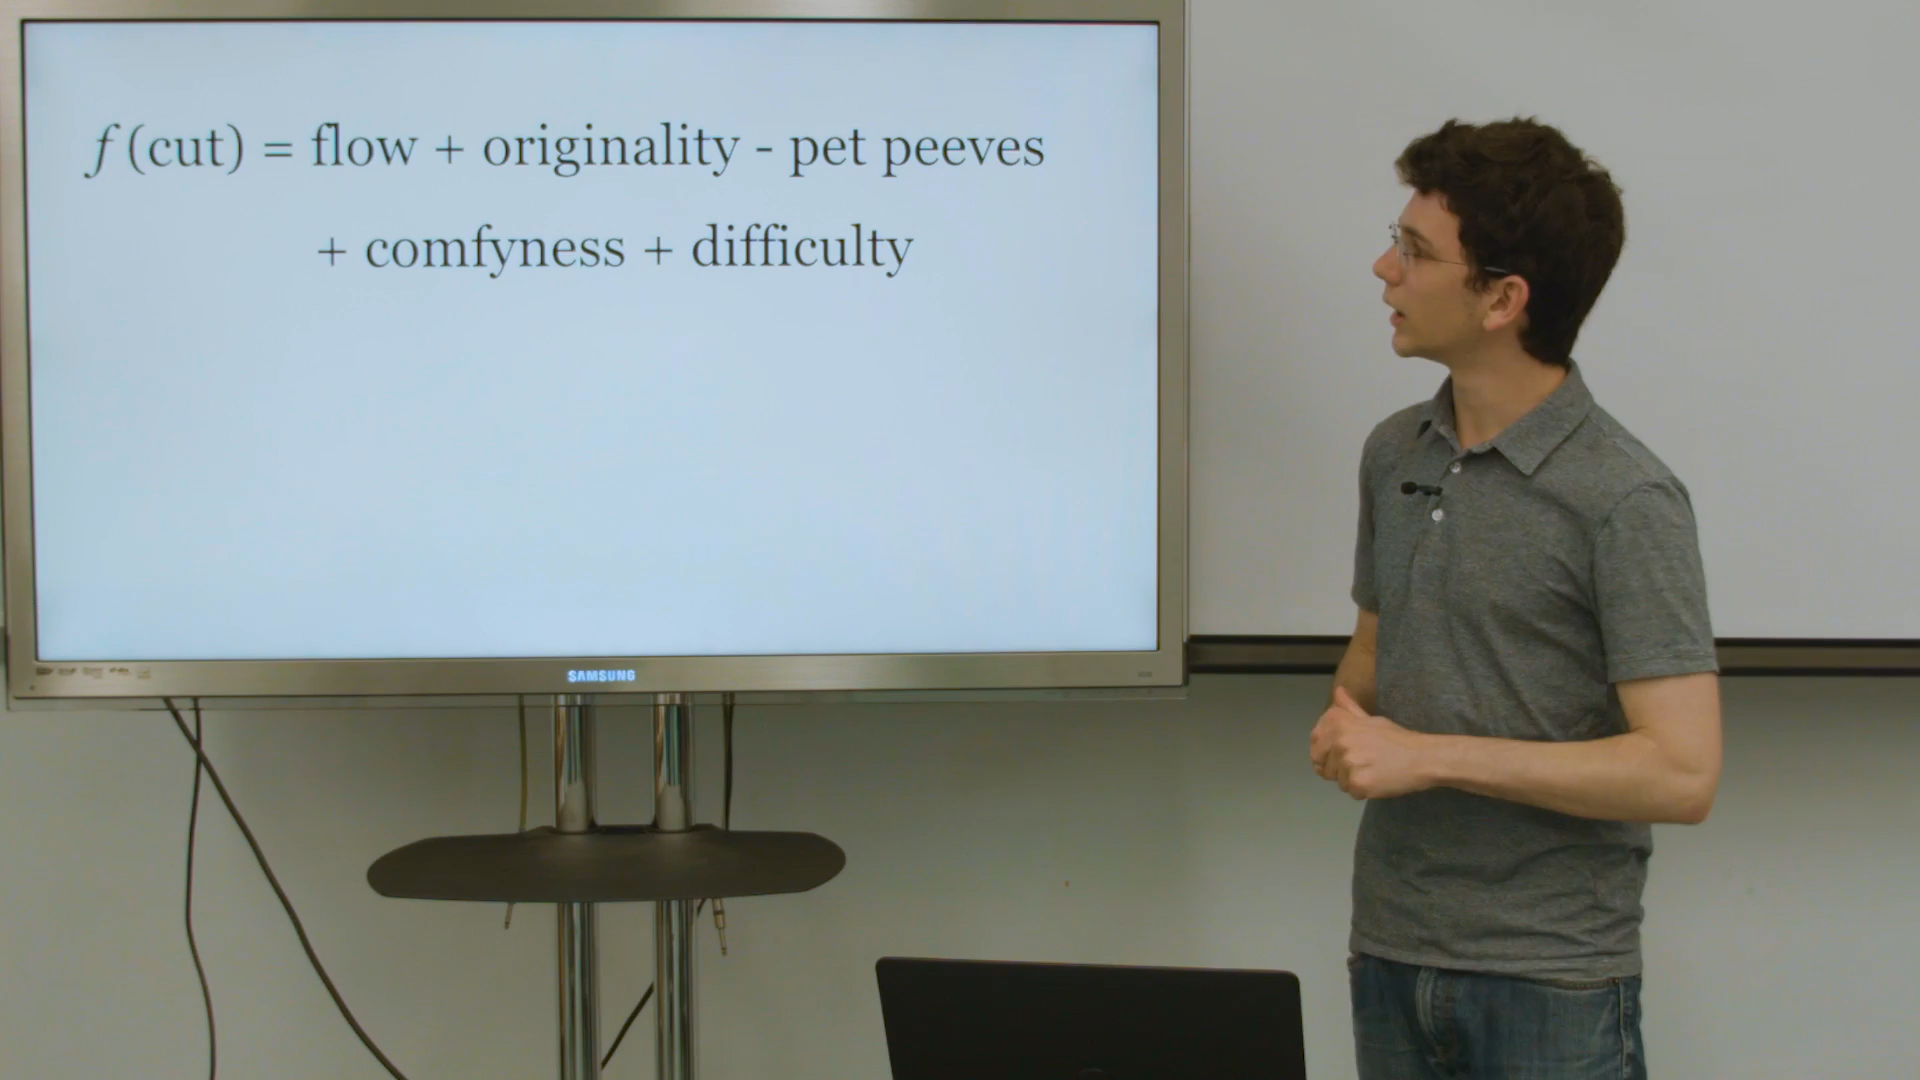 f (cut) = flow + originality - pet peeves
+ comfyness + difficulty
SAMSUNG